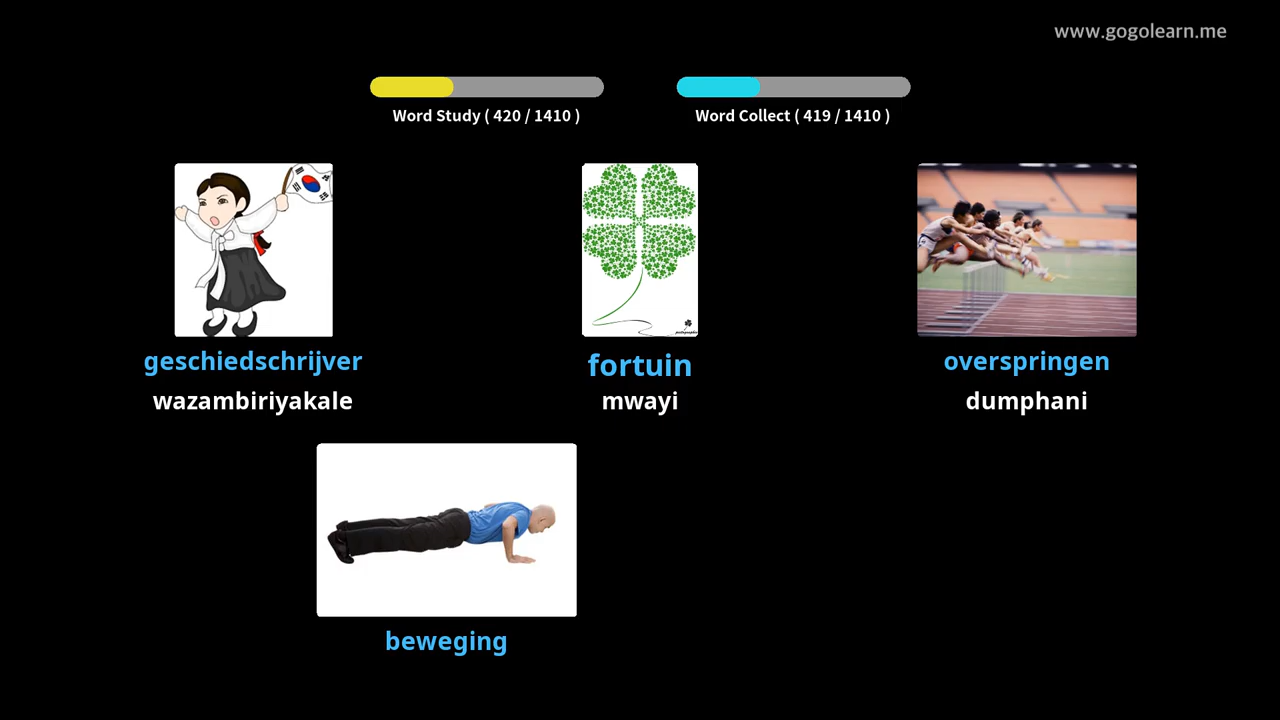 www.gogolearn.me
Word Study ( 420 / 1410 )
Word Collect ( 419 / 1410 )
geschiedschrijver
wazambiriyakale
fortuin
mwayi
overspringen
dumphani
beweging